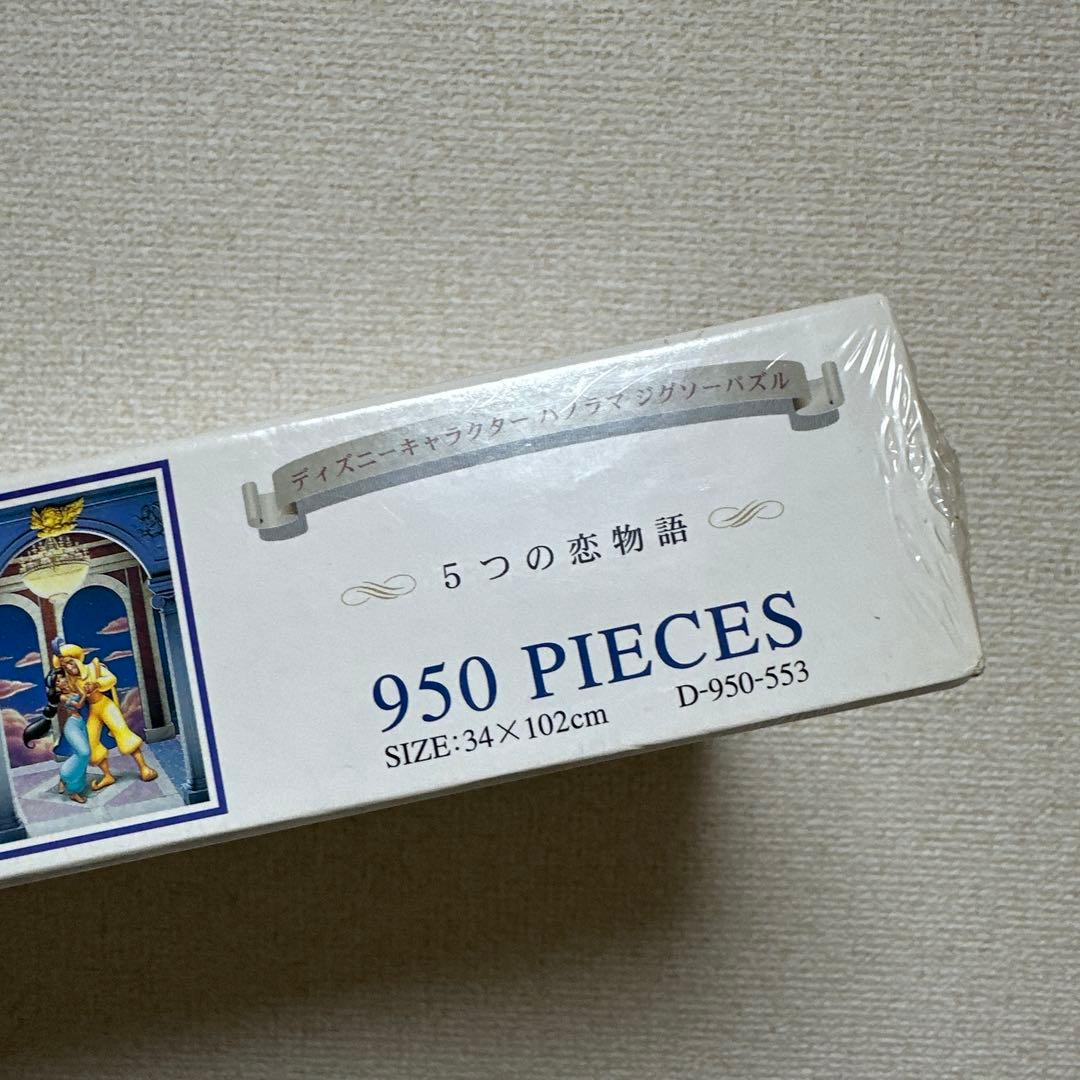 ディズニーキャラクター パノラマ ジグソーパズル
5つの恋物語
950 PIECES
SIZE:34×102cm D-950-553